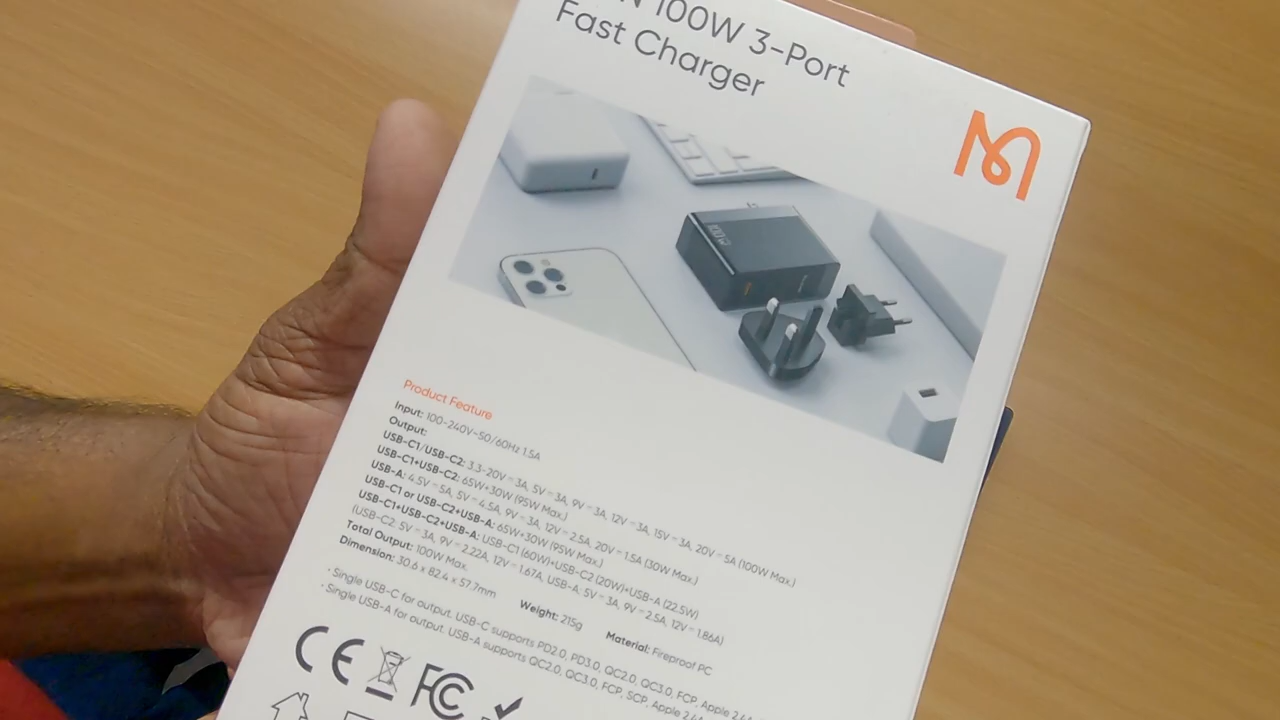 100W 3-Port
Fast Charger
Product Feature
Input: 100-240V~50/60Hz 1.5A
Output:
USB-C1/USB-C2: 3.3-20V⎓3A, 5V⎓3A, 9V⎓3A, 12V⎓3A, 15V⎓3A, 20V⎓5A (100W Max.)
USB-C1+USB-C2: 65W+30W (95W Max.)
USB-A: 4.5V⎓5A, 5V⎓4.5A, 9V⎓3A, 12V⎓2.5A, 20V⎓1.5A (30W Max.)
USB-C1 or USB-C2+USB-A: 65W+30W (95W Max.)
USB-C1+USB-C2+USB-A: USB-C1 (60W)+USB-C2 (20W)+USB-A (22.5W)
(USB-C2: 5V⎓3A, 9V⎓2.22A, 12V⎓1.67A, USB-A: 5V⎓3A, 9V⎓2.5A, 12V⎓1.86A)
Total Output: 100W Max.
Dimension: 30.6 x 82.4 x 57.7mm Weight: 215g Material: Fireproof PC
· Single USB-C for output. USB-C supports PD2.0, PD3.0, QC2.0, QC3.0, FCP, Apple
· Single USB-A for output. USB-A supports QC2.0, QC3.0, FCP, SCP, Apple
CE FC